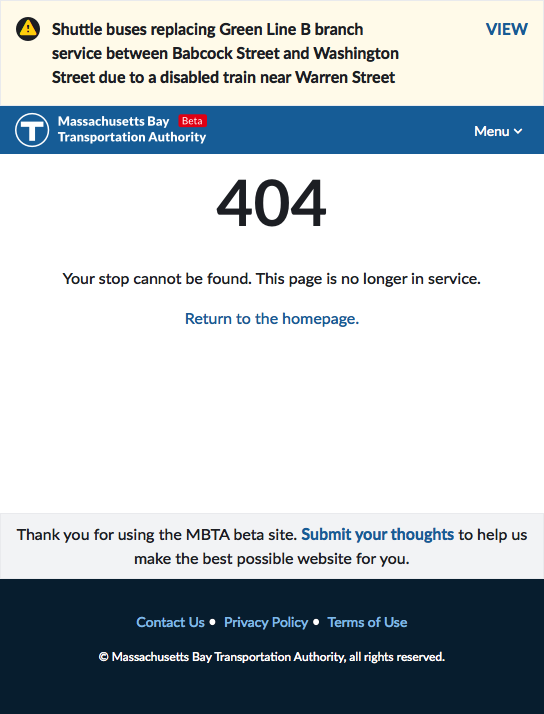 Shuttle buses replacing Green Line B branch
VIEW
service between Babcock Street and Washington
Street due to a disabled train near Warren Street
T
Massachusetts Bay Beta
Transportation Authority
Menu
404
Your stop cannot be found. This page is no longer in service.
Return to the homepage.
Thank you for using the MBTA beta site. Submit your thoughts to help us
make the best possible website for you.
Contact Us • Privacy Policy • Terms of Use
© Massachusetts Bay Transportation Authority, all rights reserved.